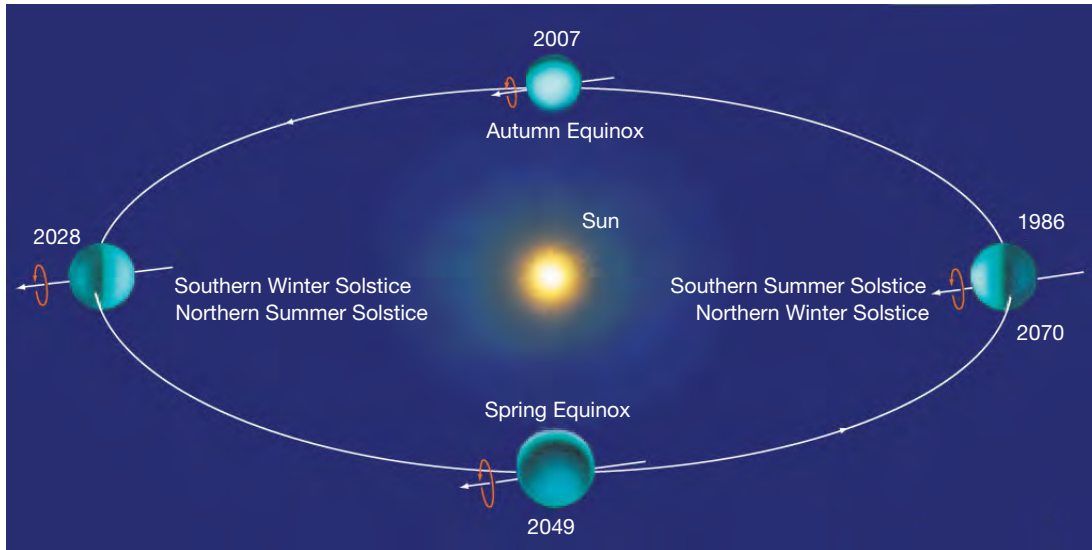 2007
Autumn Equinox
Sun
2028
1986
Southern Winter Solstice
Northern Summer Solstice
Southern Summer Solstice
Northern Winter Solstice
2070
Spring Equinox
2049